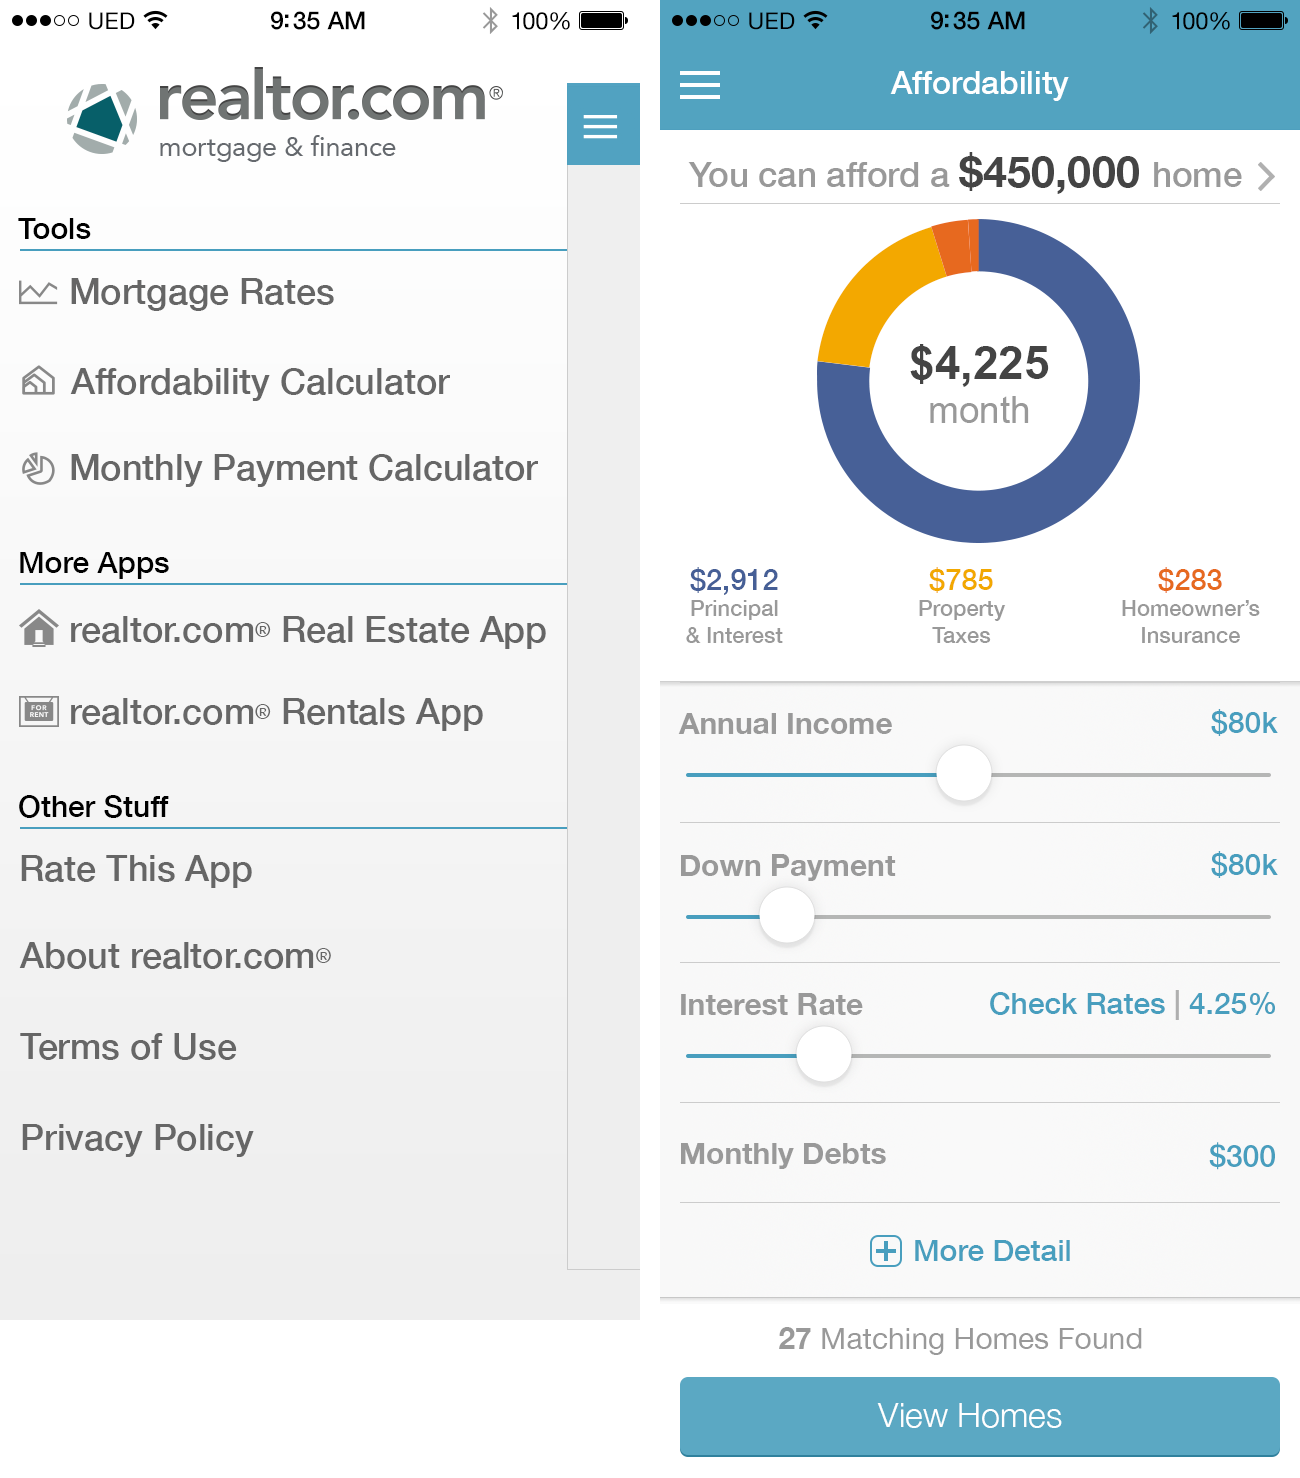 UED 9:35 AM 100%
realtor.com®
mortgage & finance
Tools
Mortgage Rates
Affordability Calculator
Monthly Payment Calculator
More Apps
realtor.com® Real Estate App
FOR
RENT
realtor.com® Rentals App
Other Stuff
Rate This App
About realtor.com®
Terms of Use
Privacy Policy
UED 9:35 AM 100%
Affordability
You can afford a $450,000 home
$4,225
month
$2,912
Principal
& Interest
$785
Property
Taxes
$283
Homeowner’s
Insurance
Annual Income $80k
Down Payment $80k
Interest Rate Check Rates | 4.25%
Monthly Debts $300
More Detail
27 Matching Homes Found
View Homes